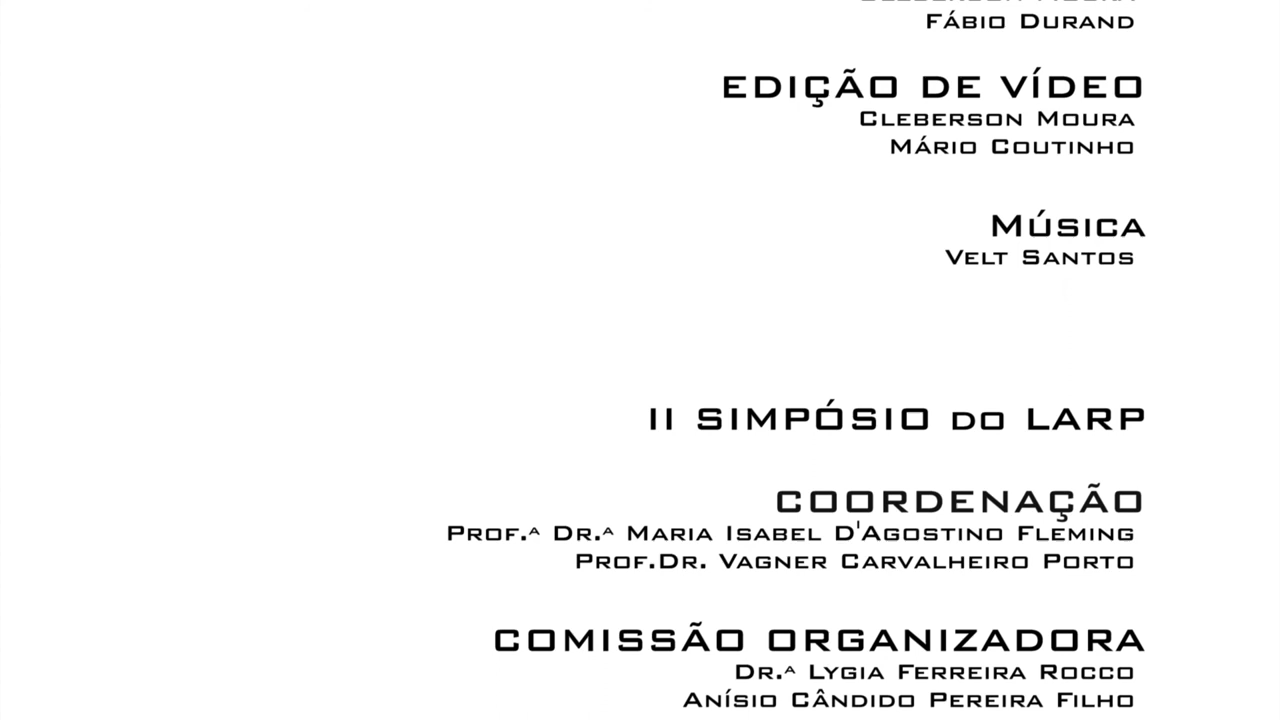 Fábio Durand
EDIÇÃO DE VÍDEO
Cleberson Moura
Mário Coutinho
Música
Velt Santos
II SIMPÓSIO do LARP
COORDENAÇÃO
Prof.ª Dr.ª Maria Isabel D'Agostino Fleming
Prof.Dr. Vagner Carvalheiro Porto
COMISSÃO ORGANIZADORA
Dr.ª Lygia Ferreira Rocco
Anísio Cândido Pereira Filho